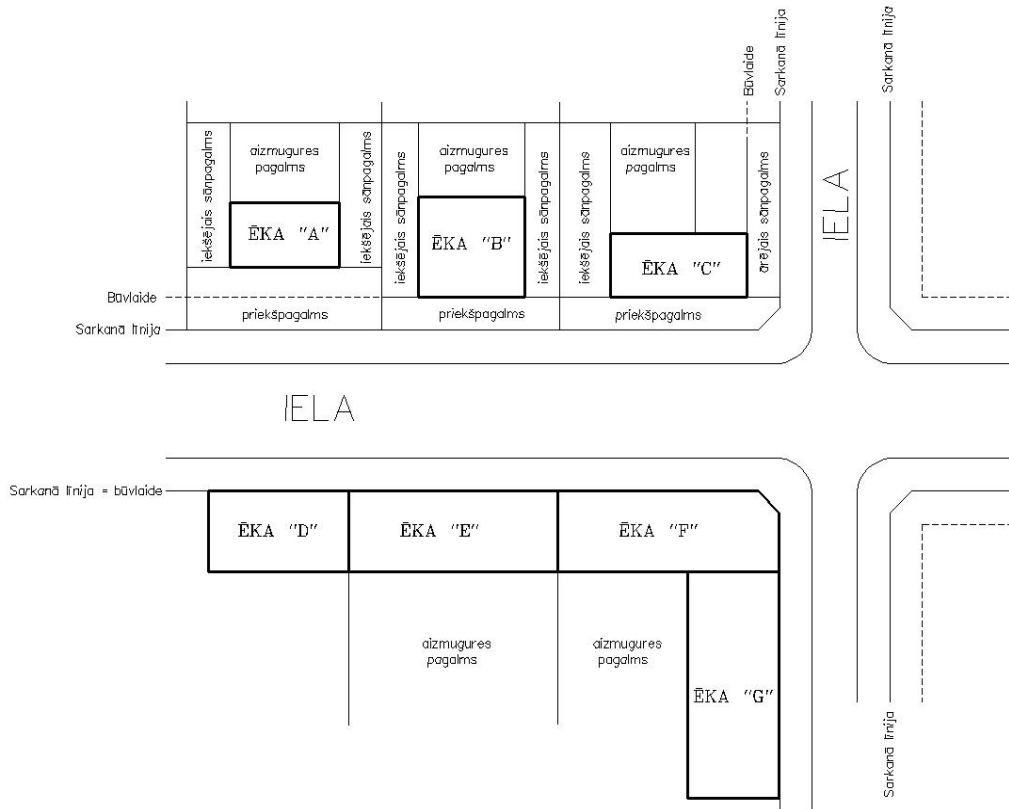 Būvlaide
Sarkanā līnija
Sarkanā līnija
iekšējais sānpagalms
aizmugures
pagalms
iekšējais sānpagalms
iekšējais sānpagalms
aizmugures
pagalms
iekšējais sānpagalms
iekšējais sānpagalms
aizmugures
pagalms
ārējais sānpagalms
IELA
ĒKA "A"
ĒKA "B"
ĒKA "C"
Būvlaide
priekšpagalms
priekšpagalms
priekšpagalms
Sarkanā līnija
IELA
Sarkanā līnija = būvlaide
ĒKA "D"
ĒKA "E"
ĒKA "F"
aizmugures
pagalms
aizmugures
pagalms
ĒKA "G"
Sarkanā līnija